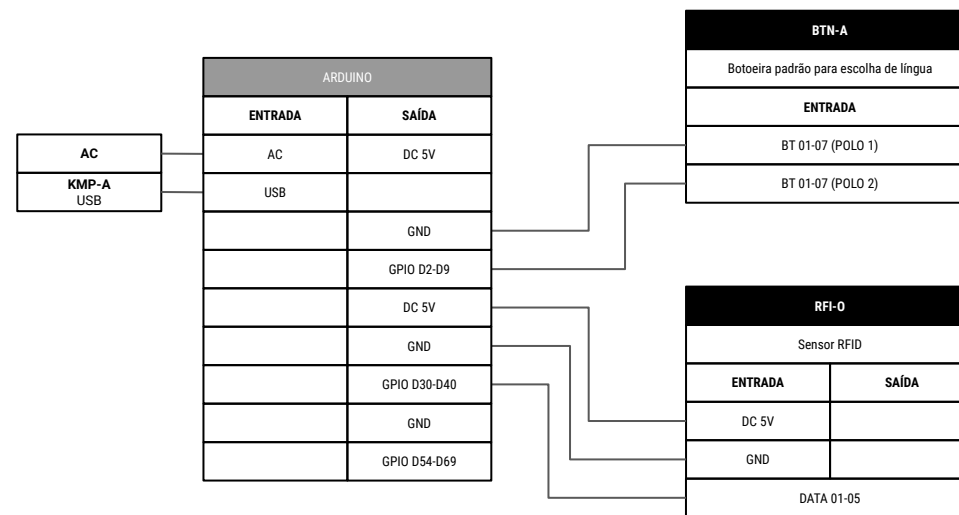 BTN-A
Botoeira padrão para escolha de língua
ENTRADA
BT 01-07 (POLO 1)
BT 01-07 (POLO 2)
ARDUINO
ENTRADA SAÍDA
AC DC 5V
USB
GND
GPIO D2-D9
DC 5V
GND
GPIO D30-D40
GND
GPIO D54-D69
AC
KMP-A
USB
RFI-O
Sensor RFID
ENTRADA SAÍDA
DC 5V
GND
DATA 01-05